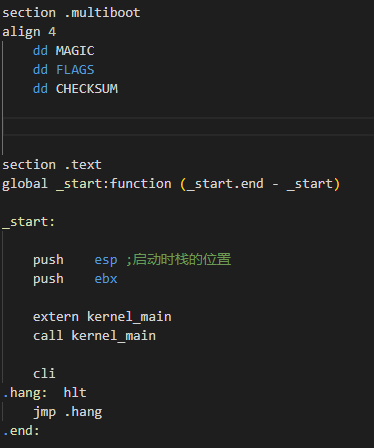 section .multiboot
align 4
    dd MAGIC
    dd FLAGS
    dd CHECKSUM
section .text
global _start:function (_start.end - _start)
_start:
    push    esp ;启动时栈的位置
    push    ebx
    extern kernel_main
    call kernel_main
    cli
.hang:  hlt
    jmp .hang
.end: